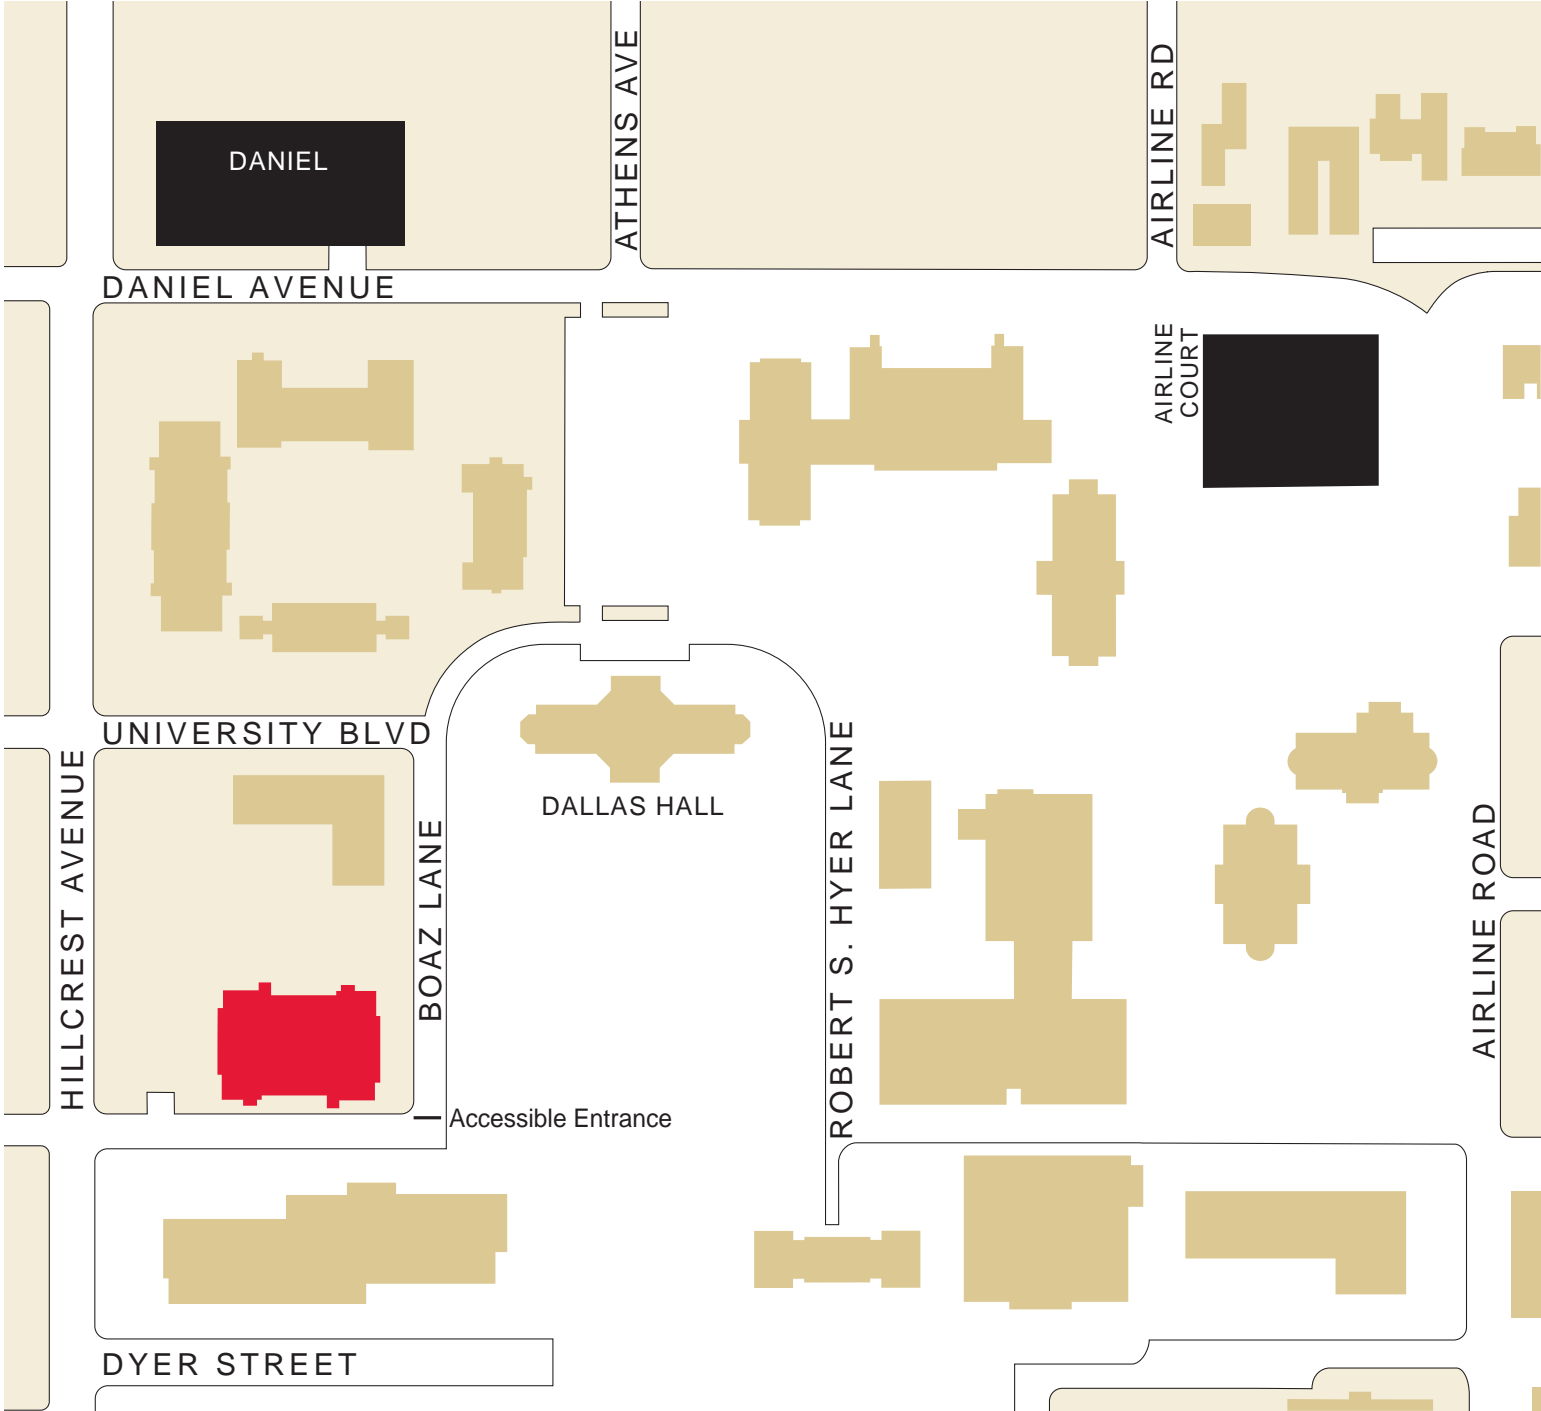 ATHENS AVE
AIRLINE RD
DANIEL
DANIEL AVENUE
AIRLINE
COURT
UNIVERSITY BLVD
HILLCREST AVENUE
BOAZ LANE
DALLAS HALL
ROBERT S. HYER LANE
AIRLINE ROAD
Accessible Entrance
DYER STREET